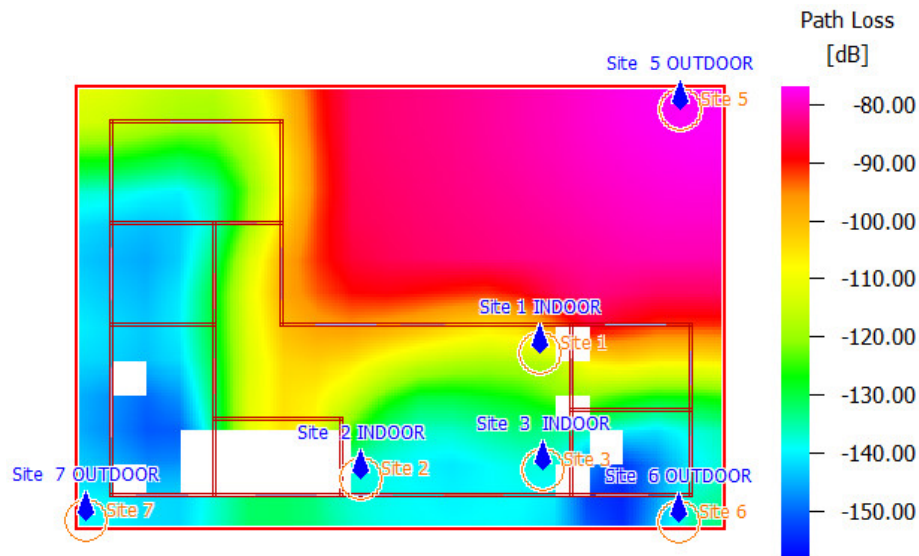 Path Loss
[dB]
Site 5 OUTDOOR
Site 5
-80.00
-90.00
-100.00
-110.00
-120.00
-130.00
-140.00
-150.00
Site 1 INDOOR
Site 1
Site 2 INDOOR
Site 2
Site 3 INDOOR
Site 3
Site 7 OUTDOOR
Site 7
Site 6 OUTDOOR
Site 6